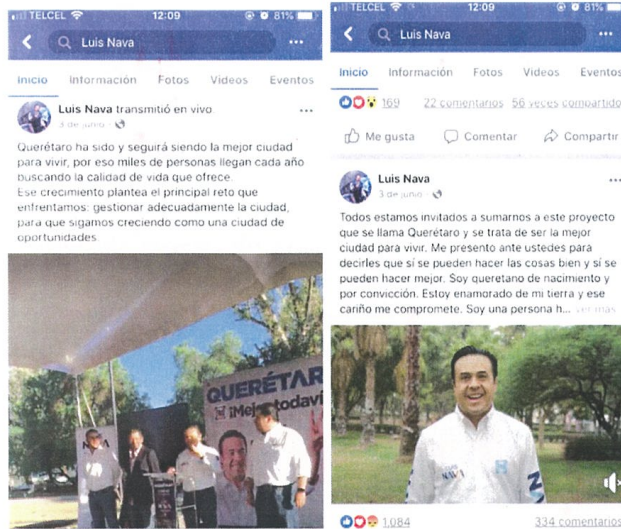 TELCEL 12:09 81%
Luis Nava
Inicio Información Fotos Videos Eventos
Luis Nava transmitió en vivo.
3 de junio ·
Querétaro ha sido y seguirá siendo la mejor ciudad
para vivir, por eso miles de personas llegan cada año
buscando la calidad de vida que ofrece.
Ese crecimiento plantea el principal reto que
enfrentamos: gestionar adecuadamente la ciudad,
para que sigamos creciendo como una ciudad de
oportunidades.
QUERÉTAR
¡Mejor todaví
TELCEL 12:09 81%
Luis Nava
Inicio Información Fotos Videos Eventos
169 22 comentarios 56 veces compartido
Me gusta Comentar Compartir
Luis Nava
3 de junio ·
Todos estamos invitados a sumarnos a este proyecto
que se llama Querétaro y se trata de ser la mejor
ciudad para vivir. Me presento ante ustedes para
decirles que sí se pueden hacer las cosas bien y sí se
pueden hacer mejor. Soy queretano de nacimiento y
por convicción. Estoy enamorado de mi tierra y ese
cariño me compromete. Soy una persona h... Ver más
NAVA
1,084 334 comentarios